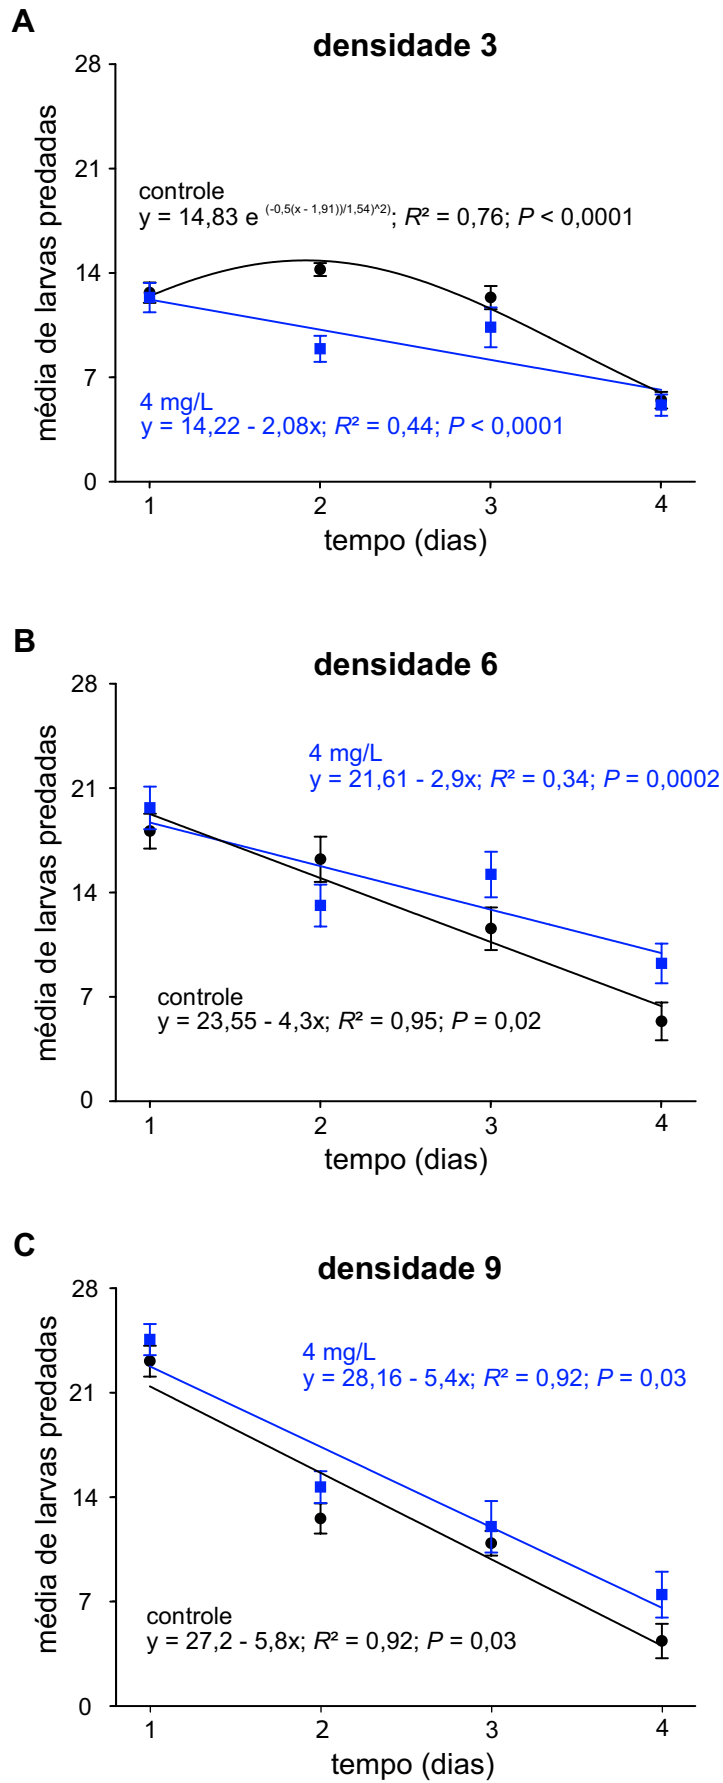 A
densidade 3
28
21
14
7
0
média de larvas predadas
controle
y = 14,83 e (-0,5(x - 1,91))/1,54)^2); R² = 0,76; P < 0,0001
4 mg/L
y = 14,22 - 2,08x; R² = 0,44; P < 0,0001
1 2 3 4
tempo (dias)
B
densidade 6
28
21
14
7
0
média de larvas predadas
4 mg/L
y = 21,61 - 2,9x; R² = 0,34; P = 0,0002
controle
y = 23,55 - 4,3x; R² = 0,95; P = 0,02
1 2 3 4
tempo (dias)
C
densidade 9
28
21
14
7
0
média de larvas predadas
4 mg/L
y = 28,16 - 5,4x; R² = 0,92; P = 0,03
controle
y = 27,2 - 5,8x; R² = 0,92; P = 0,03
1 2 3 4
tempo (dias)